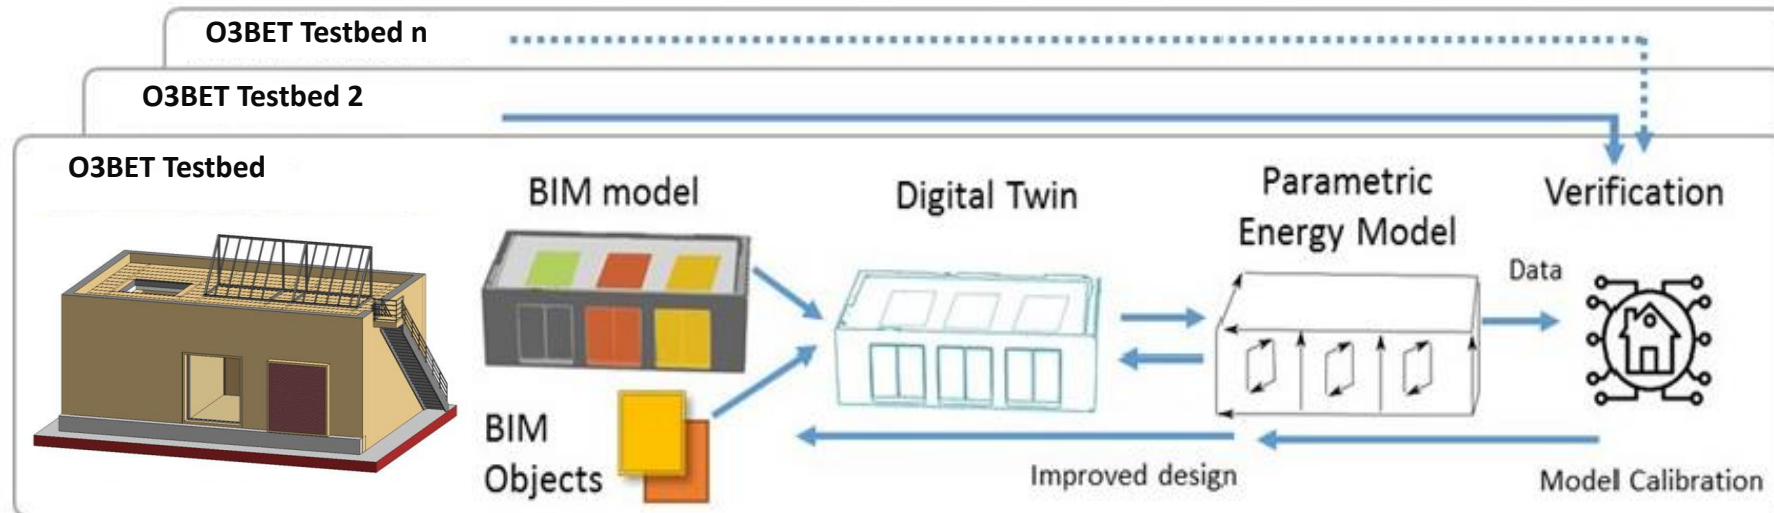 O3BET Testbed n
O3BET Testbed 2
O3BET Testbed
BIM model
Digital Twin
Parametric
Energy Model
Verification
Data
BIM
Objects
Improved design
Model Calibration